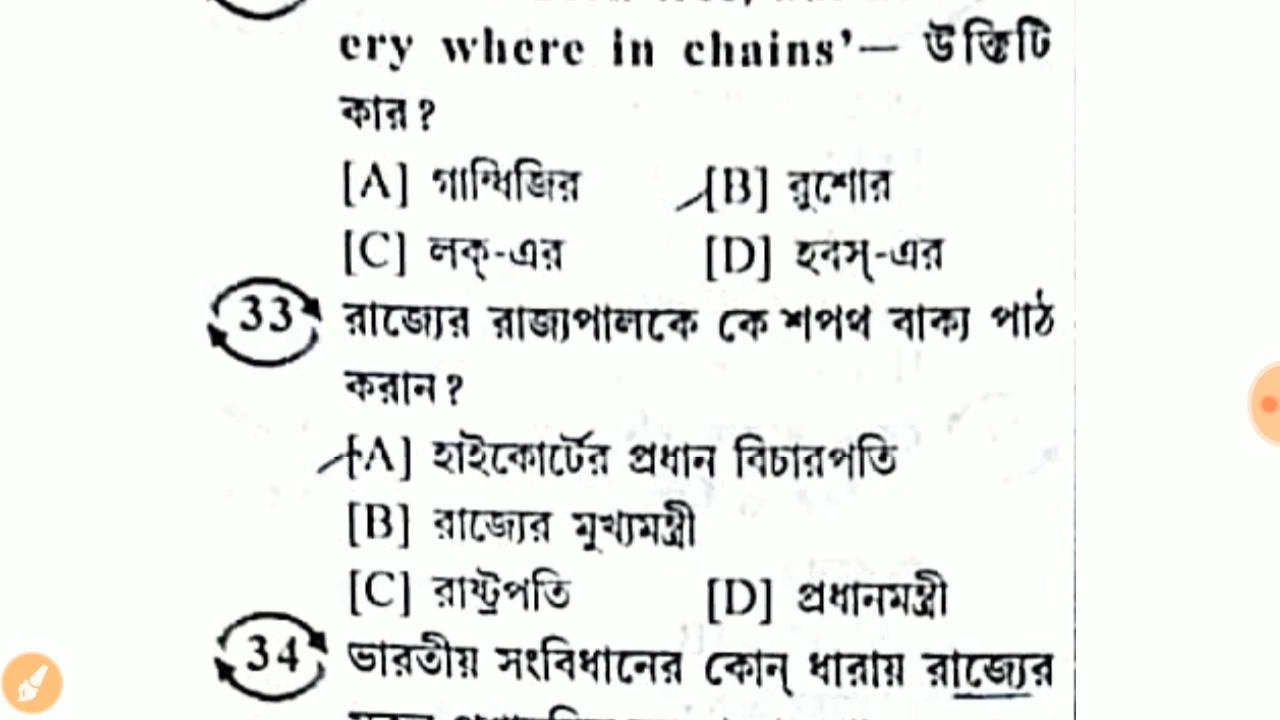 ery where in chains’— উক্তিটি
কার?
[A] গান্ধিজির [B] রুশোর
[C] লক্-এর [D] হবস্-এর
33 রাজ্যের রাজ্যপালকে কে শপথ বাক্য পাঠ
করান?
[A] হাইকোর্টের প্রধান বিচারপতি
[B] রাজ্যের মুখ্যমন্ত্রী
[C] রাষ্ট্রপতি [D] প্রধানমন্ত্রী
34 ভারতীয় সংবিধানের কোন্ ধারায় রাজ্যের